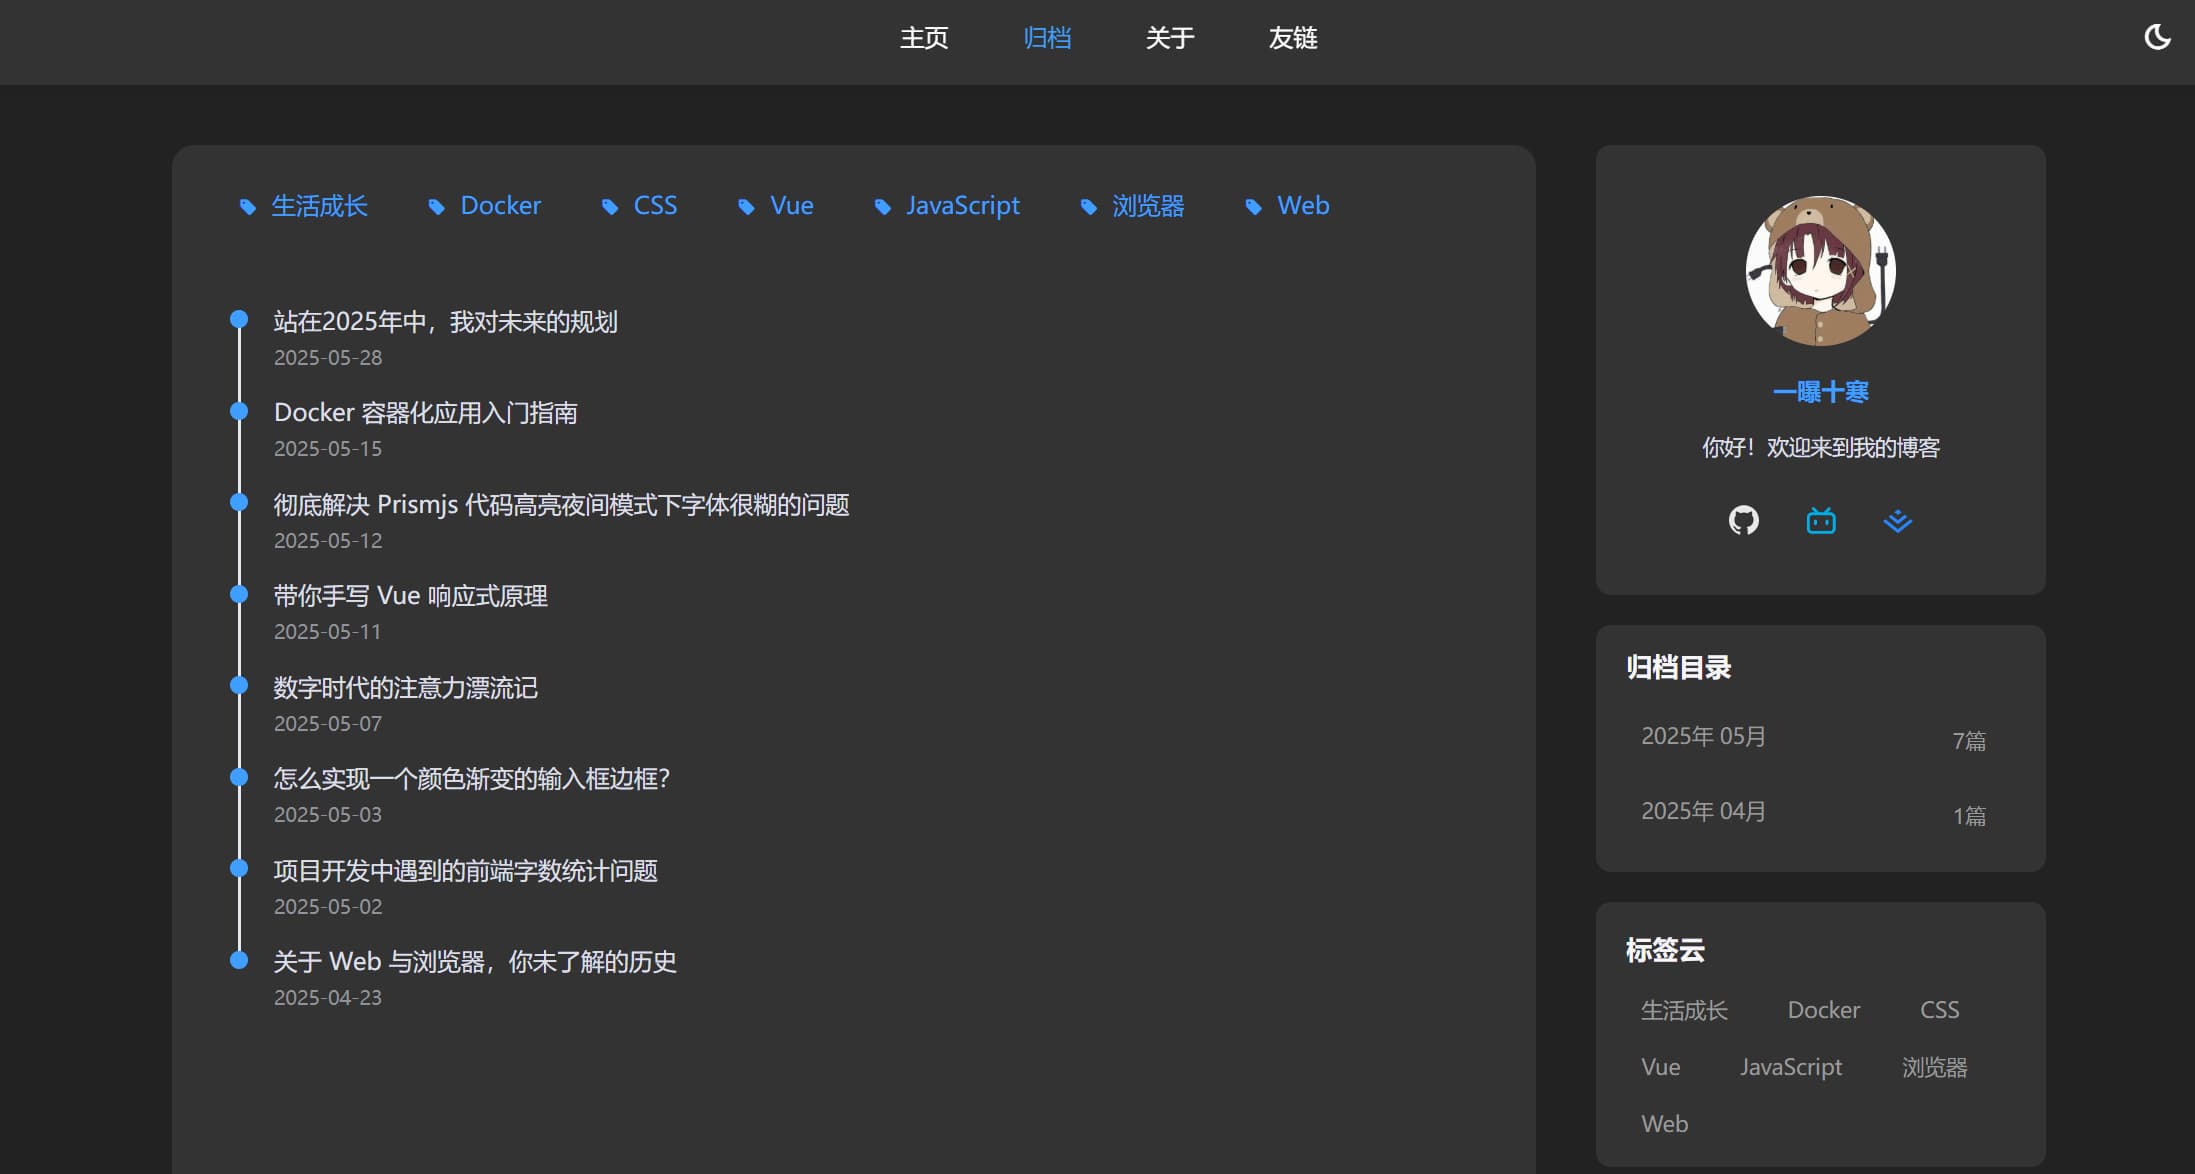 主页 归档 关于 友链
生活成长 Docker CSS Vue JavaScript 浏览器 Web
站在2025年中，我对未来的规划
2025-05-28
Docker 容器化应用入门指南
2025-05-15
彻底解决 Prismjs 代码高亮夜间模式下字体很糊的问题
2025-05-12
带你手写 Vue 响应式原理
2025-05-11
数字时代的注意力漂流记
2025-05-07
怎么实现一个颜色渐变的输入框边框？
2025-05-03
项目开发中遇到的前端字数统计问题
2025-05-02
关于 Web 与浏览器，你未了解的历史
2025-04-23
一曝十寒
你好！欢迎来到我的博客
归档目录
2025年 05月 7篇
2025年 04月 1篇
标签云
生活成长 Docker CSS
Vue JavaScript 浏览器
Web